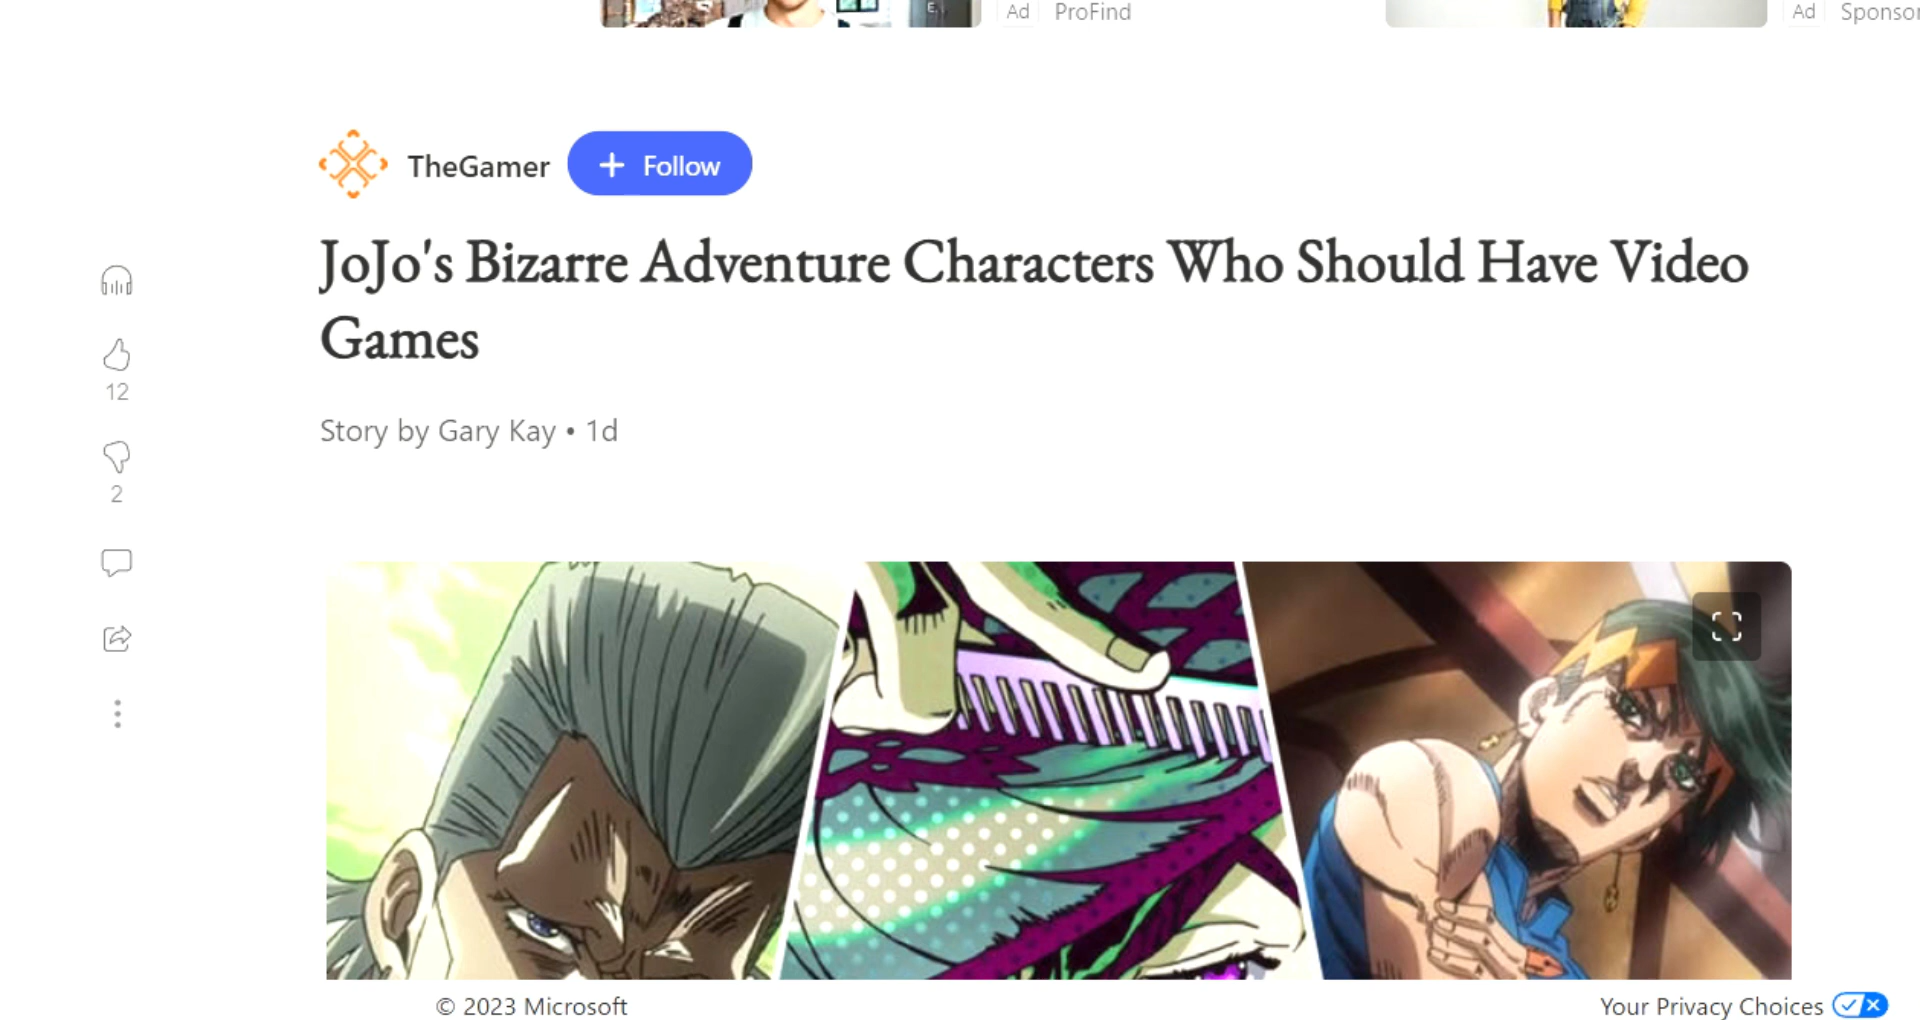 Ad ProFind
Ad Sponsor
TheGamer
Follow
JoJo's Bizarre Adventure Characters Who Should Have Video
Games
Story by Gary Kay • 1d
12
2
© 2023 Microsoft
Your Privacy Choices